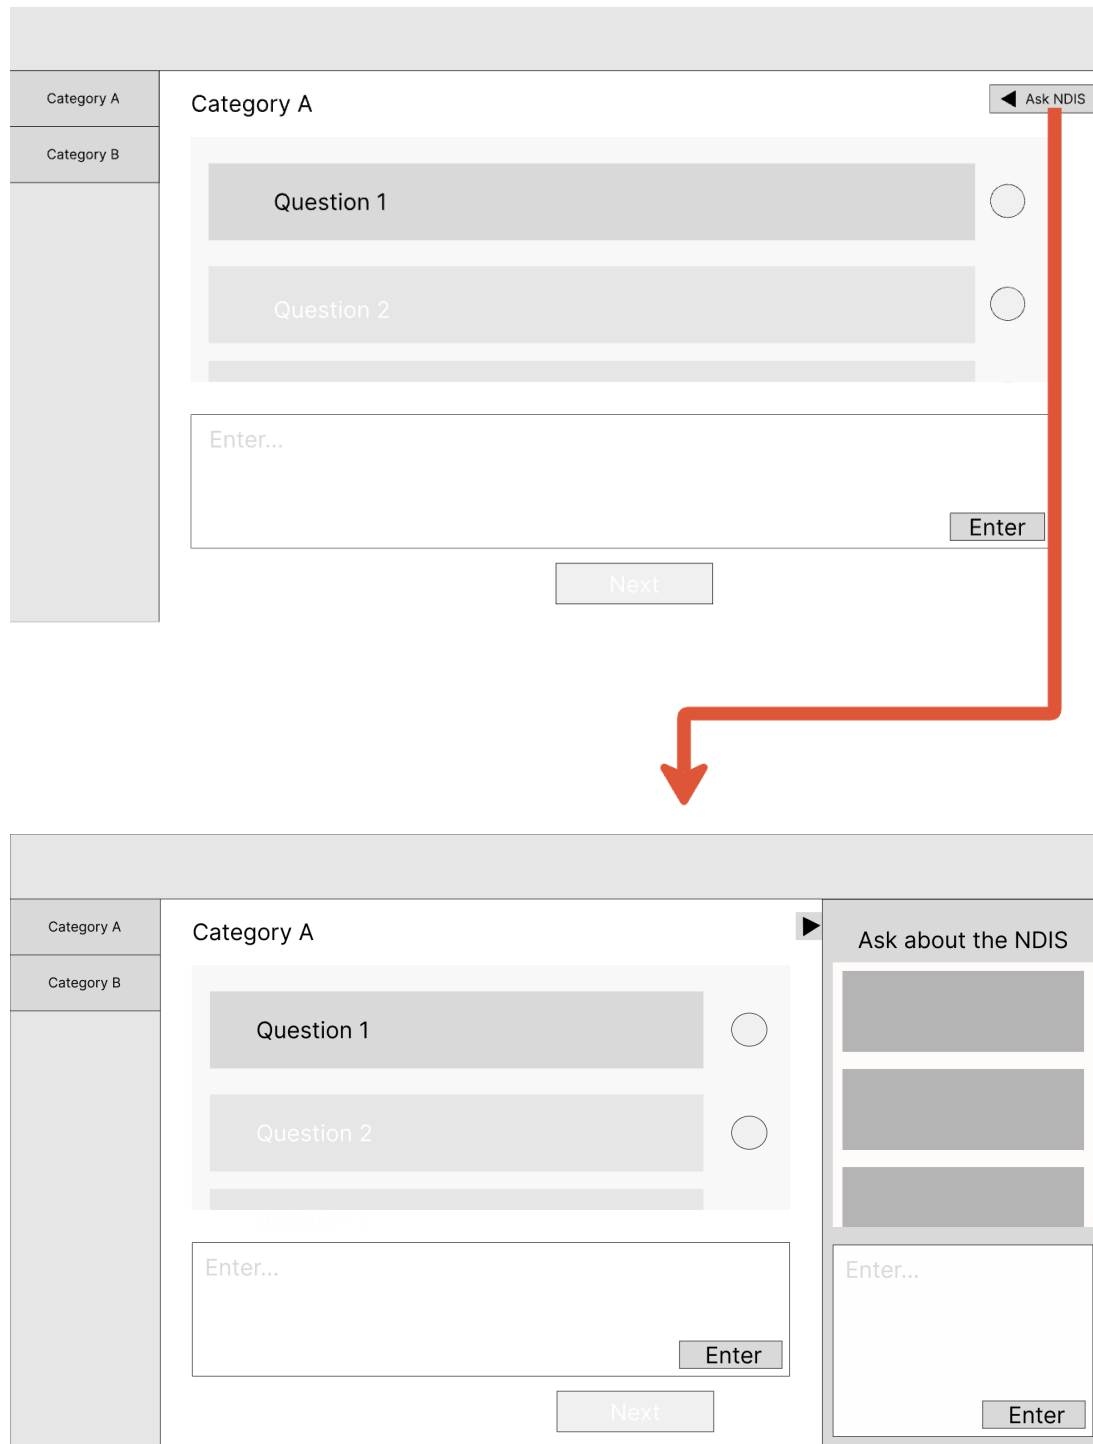 Category A
Category B
Category A
Ask NDIS
Question 1
Question 2
Enter...
Enter
Next
Category A
Category B
Category A
Question 1
Question 2
Enter...
Enter
Next
Ask about the NDIS
Enter...
Enter